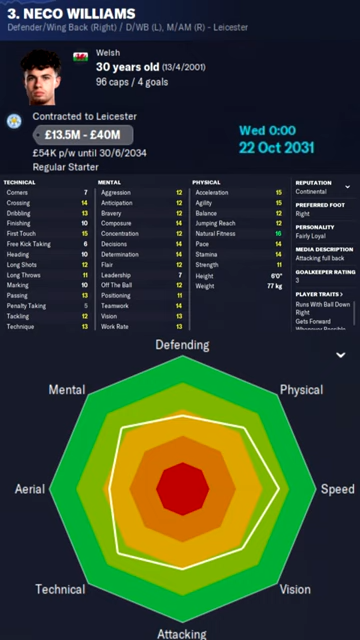 3. NECO WILLIAMS
Defender/Wing Back (Right) / D/WB (L), M/AM (R) - Leicester
Welsh
30 years old (13/4/2001)
96 caps / 4 goals
Contracted to Leicester
£13.5M - £40M
£54K p/w until 30/6/2034
Regular Starter
Wed 0:00
22 Oct 2031
TECHNICAL
Corners 7
Crossing 14
Dribbling 13
Finishing 10
First Touch 15
Free Kick Taking 6
Heading 10
Long Shots 12
Long Throws 11
Marking 10
Passing 13
Penalty Taking 5
Tackling 12
Technique 13
MENTAL
Aggression 12
Anticipation 12
Bravery 12
Composure 14
Concentration 12
Decisions 14
Determination 14
Flair 12
Leadership 7
Off The Ball 12
Positioning 11
Teamwork 14
Vision 13
Work Rate 13
PHYSICAL
Acceleration 15
Agility 15
Balance 12
Jumping Reach 12
Natural Fitness 16
Pace 14
Stamina 14
Strength 11
Height 6'0"
Weight 77 kg
REPUTATION
Continental
PREFERRED FOOT
Right
PERSONALITY
Fairly Loyal
MEDIA DESCRIPTION
Attacking full back
GOALKEEPER RATING
3
PLAYER TRAITS
Runs With Ball Down
Right
Gets Forward
Whenever Possible
Defending
Mental
Physical
Aerial
Speed
Technical
Vision
Attacking